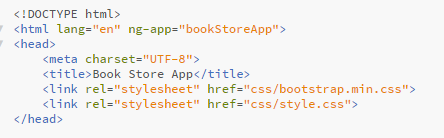 <!DOCTYPE html>
<html lang="en" ng-app="bookStoreApp">
<head>
    <meta charset="UTF-8">
    <title>Book Store App</title>
    <link rel="stylesheet" href="css/bootstrap.min.css">
    <link rel="stylesheet" href="css/style.css">
</head>